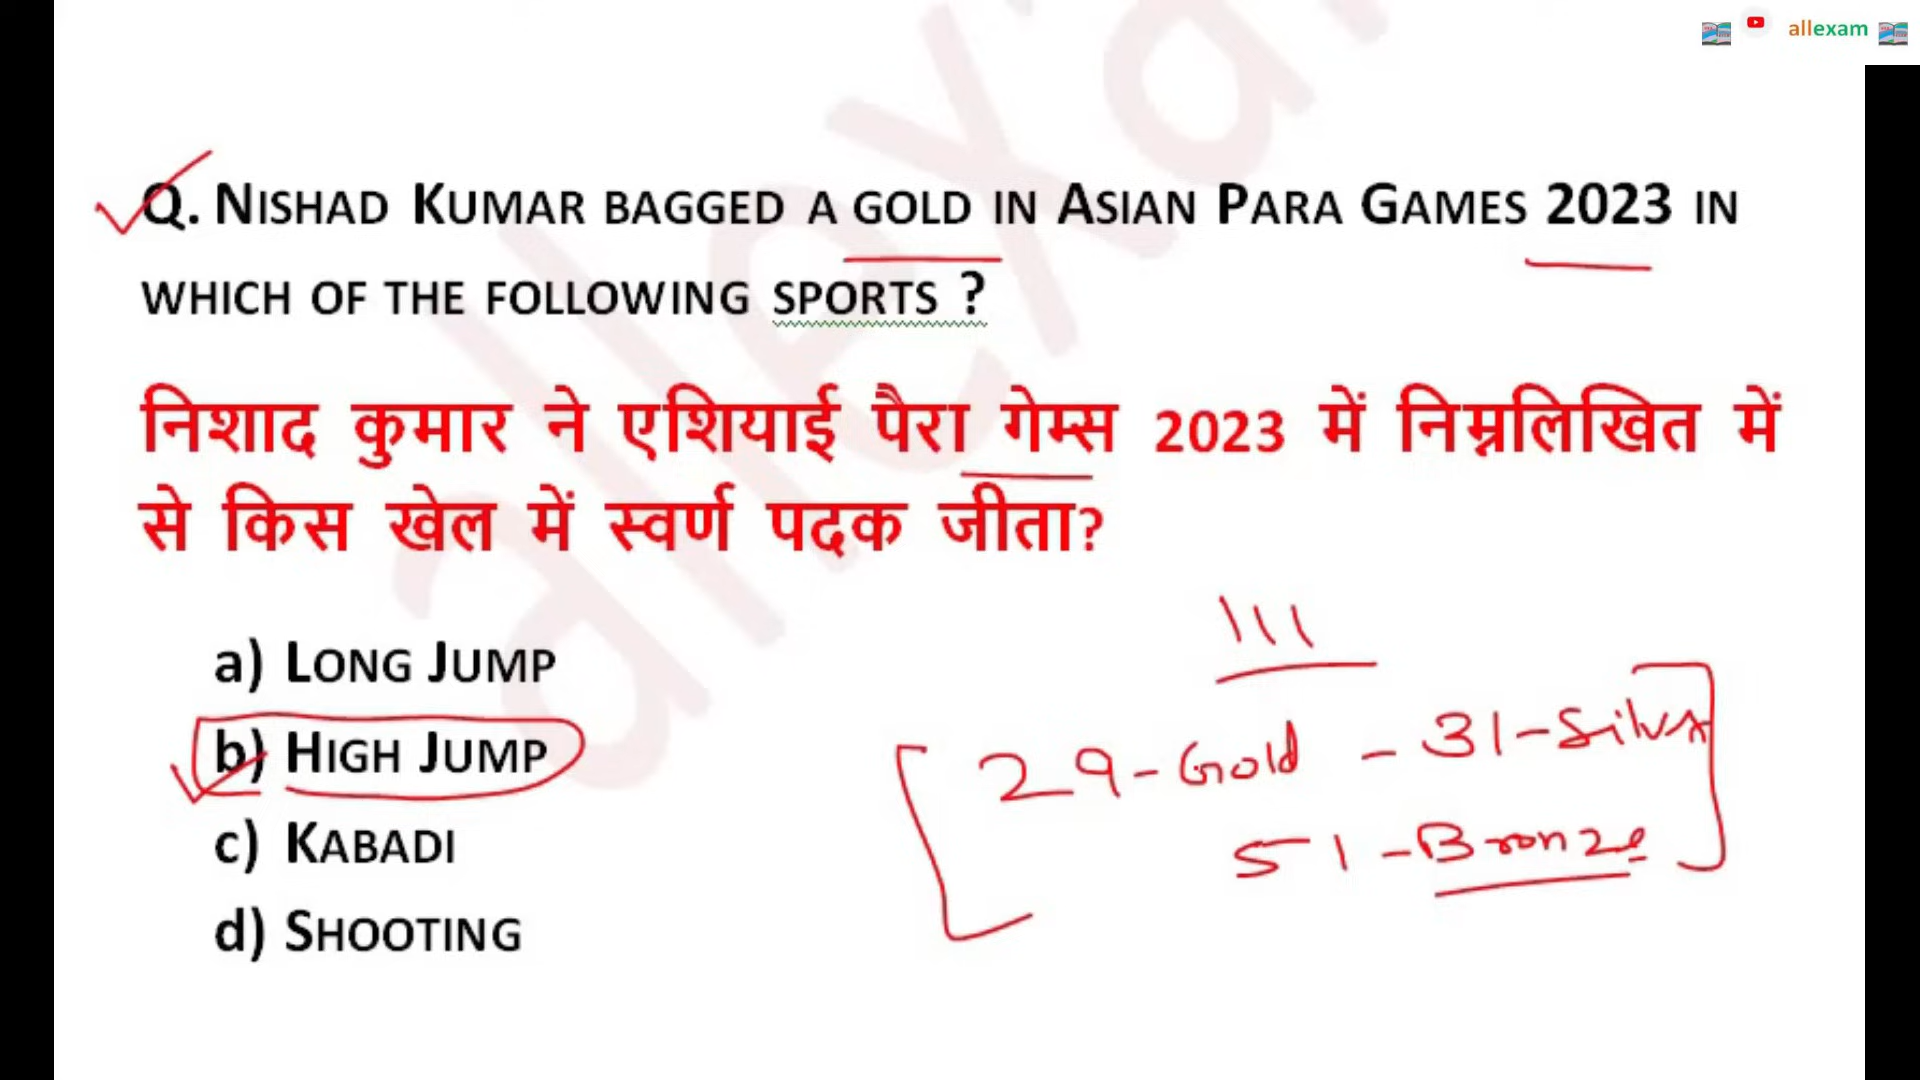 allexam
Q. Nishad Kumar bagged a gold in Asian Para Games 2023 in
which of the following sports ?
निशाद कुमार ने एशियाई पैरा गेम्स 2023 में निम्नलिखित में
से किस खेल में स्वर्ण पदक जीता?
a) Long Jump
b) High Jump
c) Kabadi
d) Shooting
111
29-Gold - 31-Silver
51-Bronze
allexam